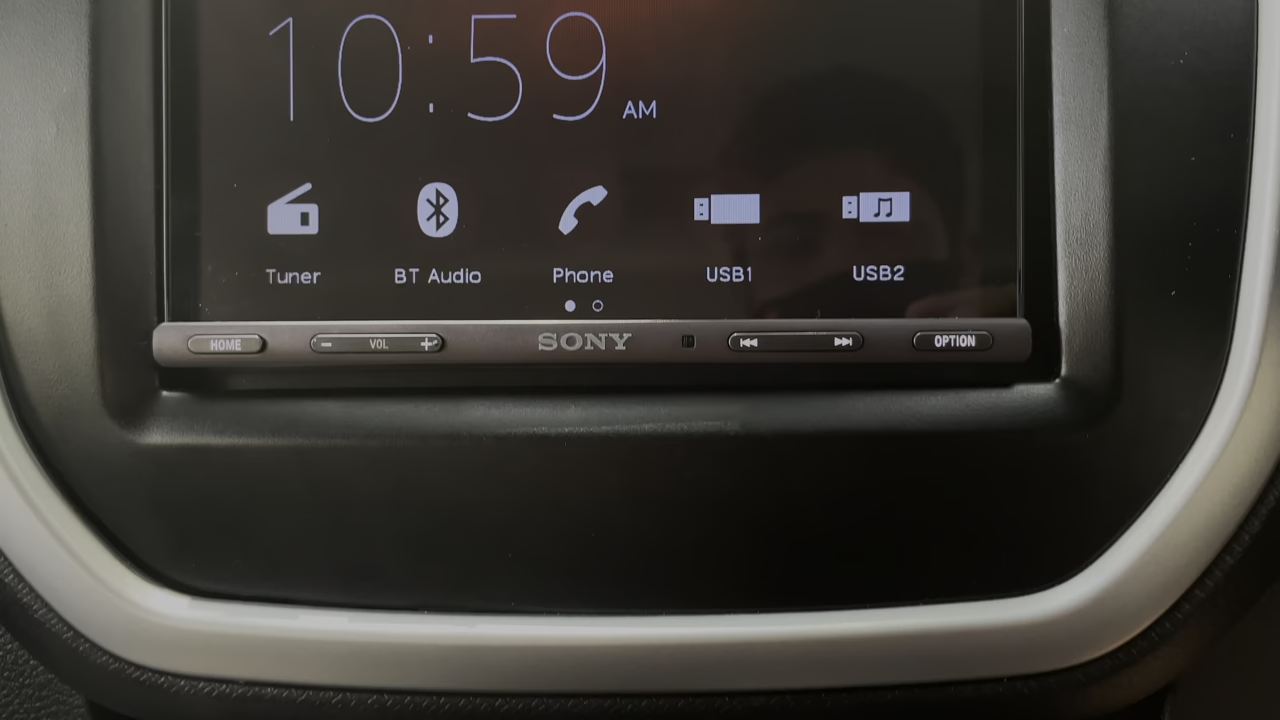 10:59 AM
Tuner BT Audio Phone USB1 USB2
HOME - VOL + SONY OPTION